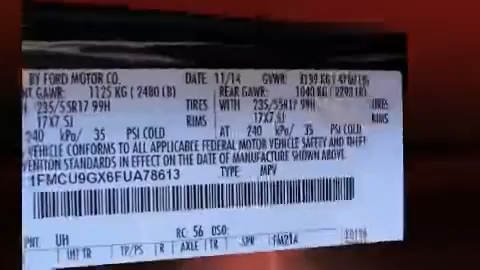 BY FORD MOTOR CO. DATE 11/14 GVWR:
NT GAWR: 1125 KG ( 2480 LB) REAR GAWR: 1040 KG
235/55R17 99H TIRES WITH 235/55R17 99H TIRES
17X7.5J RIMS 17X7.5J RIMS
240 kPa/ 35 PSI COLD AT 240 kPa/ 35 PSI COLD
VEHICLE CONFORMS TO ALL APPLICABLE FEDERAL MOTOR VEHICLE SAFETY AND THEFT
VENTION STANDARDS IN EFFECT ON THE DATE OF MANUFACTURE SHOWN ABOVE.
1FMCU9GX6FUA78613 TYPE: MPV
PNT UH RC: 56 DSO:
INT TR TP/PS R AXLE TR SPR